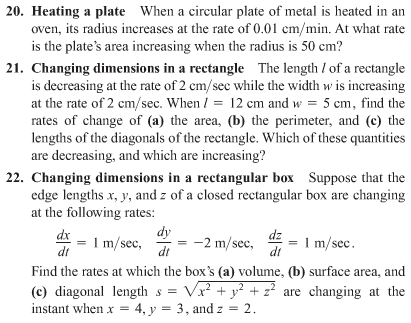 20. Heating a plate When a circular plate of metal is heated in an
oven, its radius increases at the rate of 0.01 cm/min. At what rate
is the plate's area increasing when the radius is 50 cm?
21. Changing dimensions in a rectangle The length l of a rectangle
is decreasing at the rate of 2 cm/sec while the width w is increasing
at the rate of 2 cm/sec. When l = 12 cm and w = 5 cm, find the
rates of change of (a) the area, (b) the perimeter, and (c) the
lengths of the diagonals of the rectangle. Which of these quantities
are decreasing, and which are increasing?
22. Changing dimensions in a rectangular box Suppose that the
edge lengths x, y, and z of a closed rectangular box are changing
at the following rates:
dx/dt = 1 m/sec, dy/dt = −2 m/sec, dz/dt = 1 m/sec.
Find the rates at which the box's (a) volume, (b) surface area, and
(c) diagonal length s = √(x² + y² + z²) are changing at the
instant when x = 4, y = 3, and z = 2.